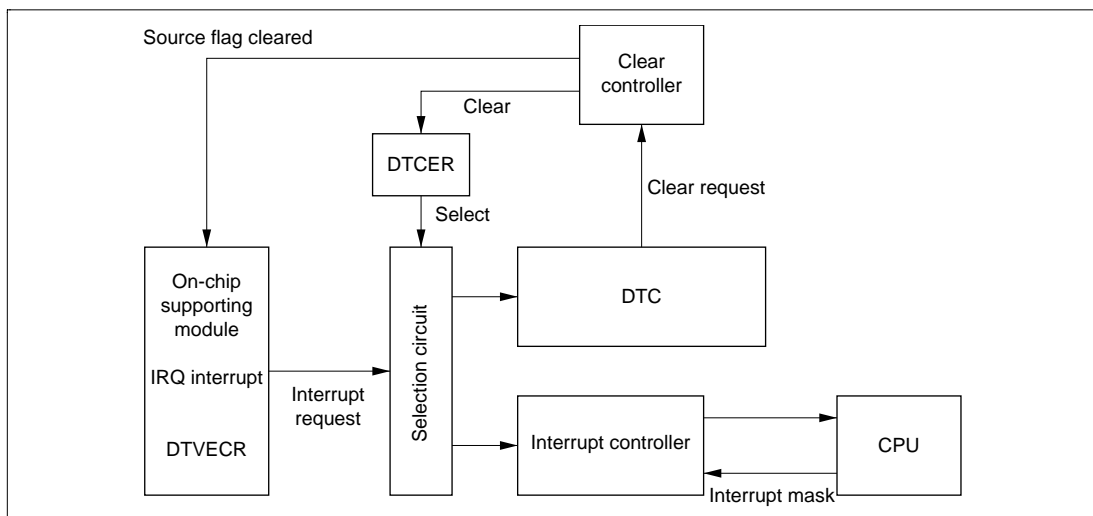 Source flag cleared
Clear
controller
Clear
DTCER
Clear request
Select
On-chip
supporting
module
DTC
Selection circuit
IRQ interrupt
Interrupt
request
DTVECR
Interrupt controller
CPU
Interrupt mask